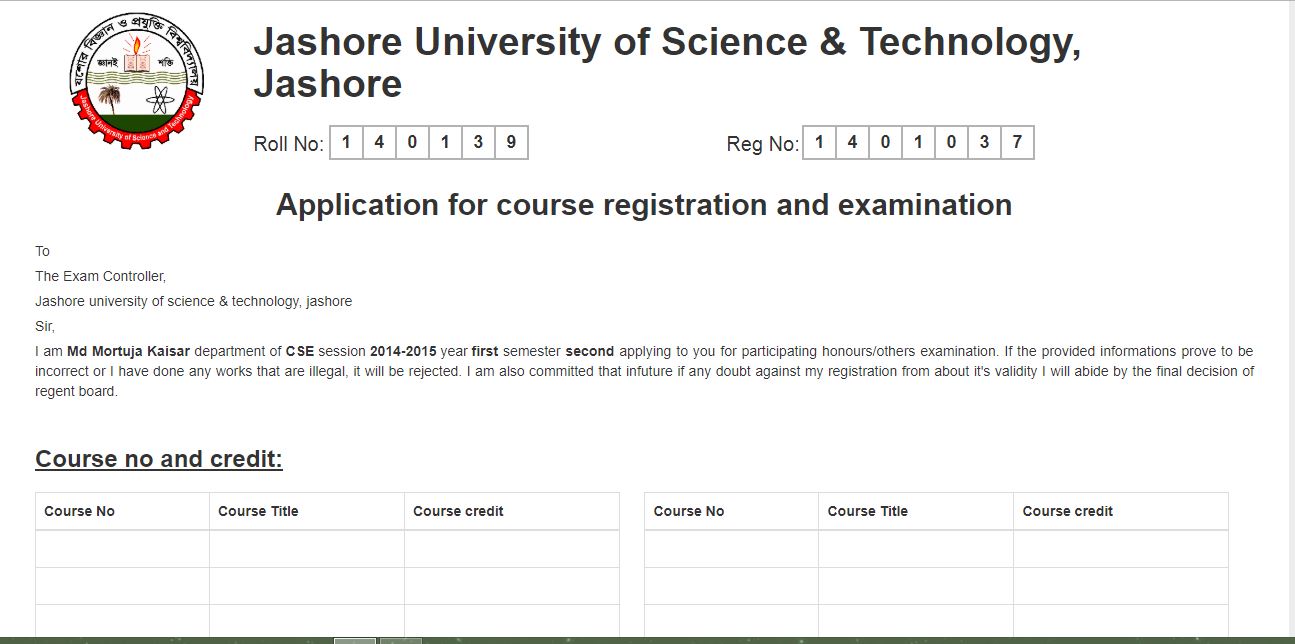 যশোর বিজ্ঞান ও প্রযুক্তি বিশ্ববিদ্যালয়
জ্ঞানই শক্তি
Jashore University of Science and Technology
Jashore University of Science & Technology,
Jashore
Roll No: 1 4 0 1 3 9 Reg No: 1 4 0 1 0 3 7
Application for course registration and examination
To
The Exam Controller,
Jashore university of science & technology, jashore
Sir,
I am Md Mortuja Kaisar department of CSE session 2014-2015 year first semester second applying to you for participating honours/others examination. If the provided informations prove to be
incorrect or I have done any works that are illegal, it will be rejected. I am also committed that infuture if any doubt against my registration from about it's validity I will abide by the final decision of
regent board.
Course no and credit:
Course No Course Title Course credit Course No Course Title Course credit